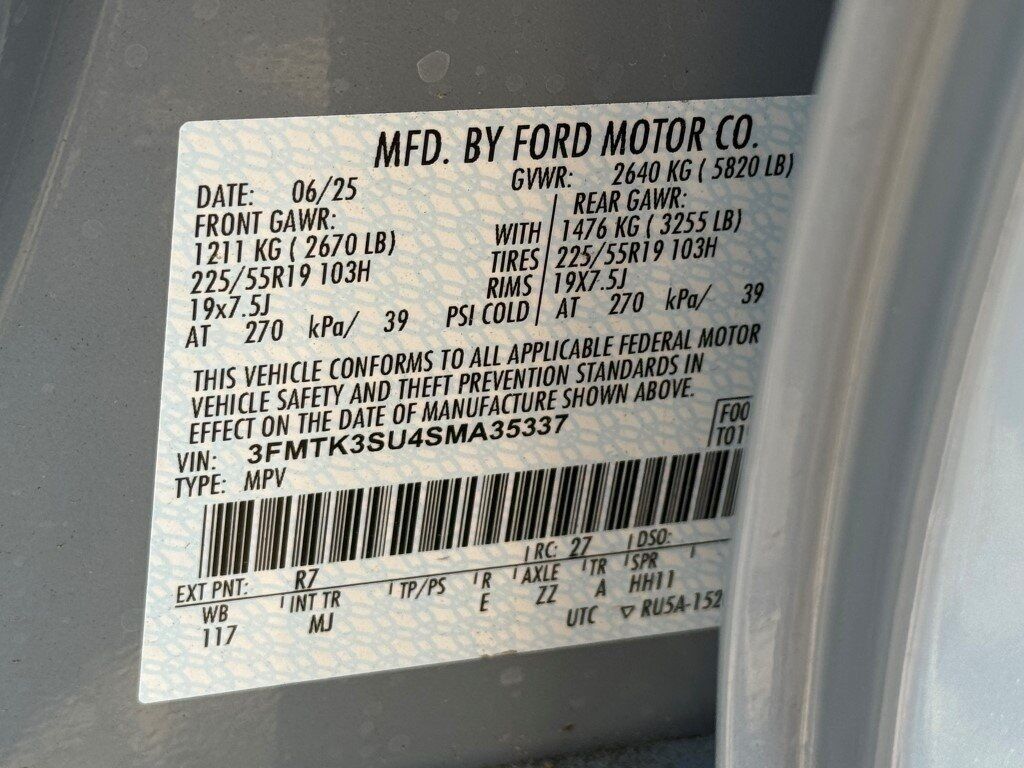 MFD. BY FORD MOTOR CO.
DATE: 06/25 GVWR: 2640 KG ( 5820 LB)
FRONT GAWR: REAR GAWR:
1211 KG ( 2670 LB) WITH 1476 KG ( 3255 LB)
225/55R19 103H TIRES 225/55R19 103H
19x7.5J RIMS 19X7.5J
AT 270 kPa/ 39 PSI COLD AT 270 kPa/ 39
THIS VEHICLE CONFORMS TO ALL APPLICABLE FEDERAL MOTOR
VEHICLE SAFETY AND THEFT PREVENTION STANDARDS IN
EFFECT ON THE DATE OF MANUFACTURE SHOWN ABOVE.
VIN: 3FMTK3SU4SMA35337 F00
TYPE: MPV T01
EXT PNT: R7 RC: 27 DSO:
WB INT TR TP/PS R AXLE TR SPR
117 MJ E ZZ A HH11
UTC ▽ RU5A-152